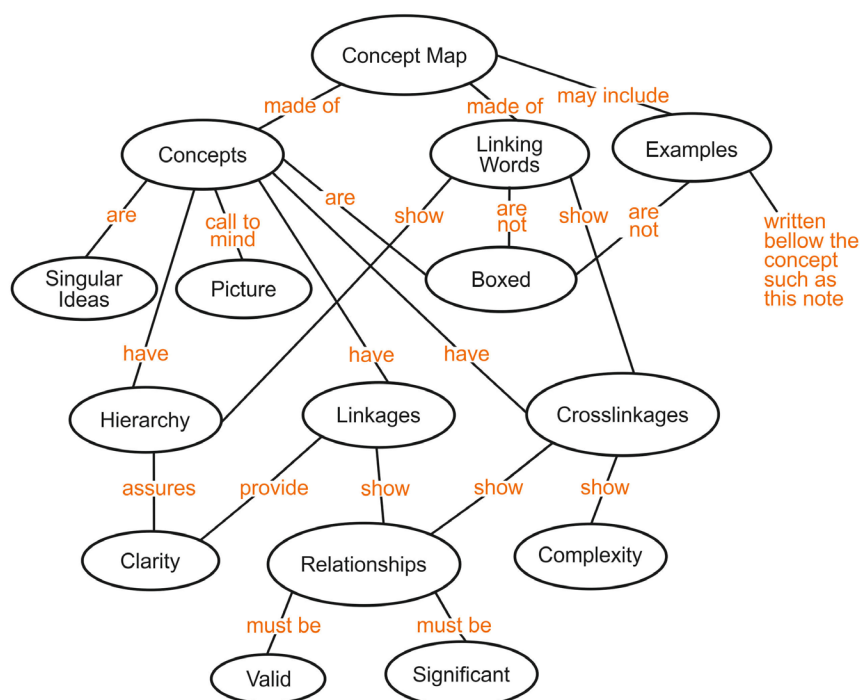 Concept Map
made of
made of
may include
Concepts
Linking
Words
Examples
are
call to
mind
are
show
are
not
show
are
not
written
bellow the
concept
such as
this note
Singular
Ideas
Picture
Boxed
have
have
have
Hierarchy
Linkages
Crosslinkages
assures
provide
show
show
show
Clarity
Relationships
Complexity
must be
must be
Valid
Significant